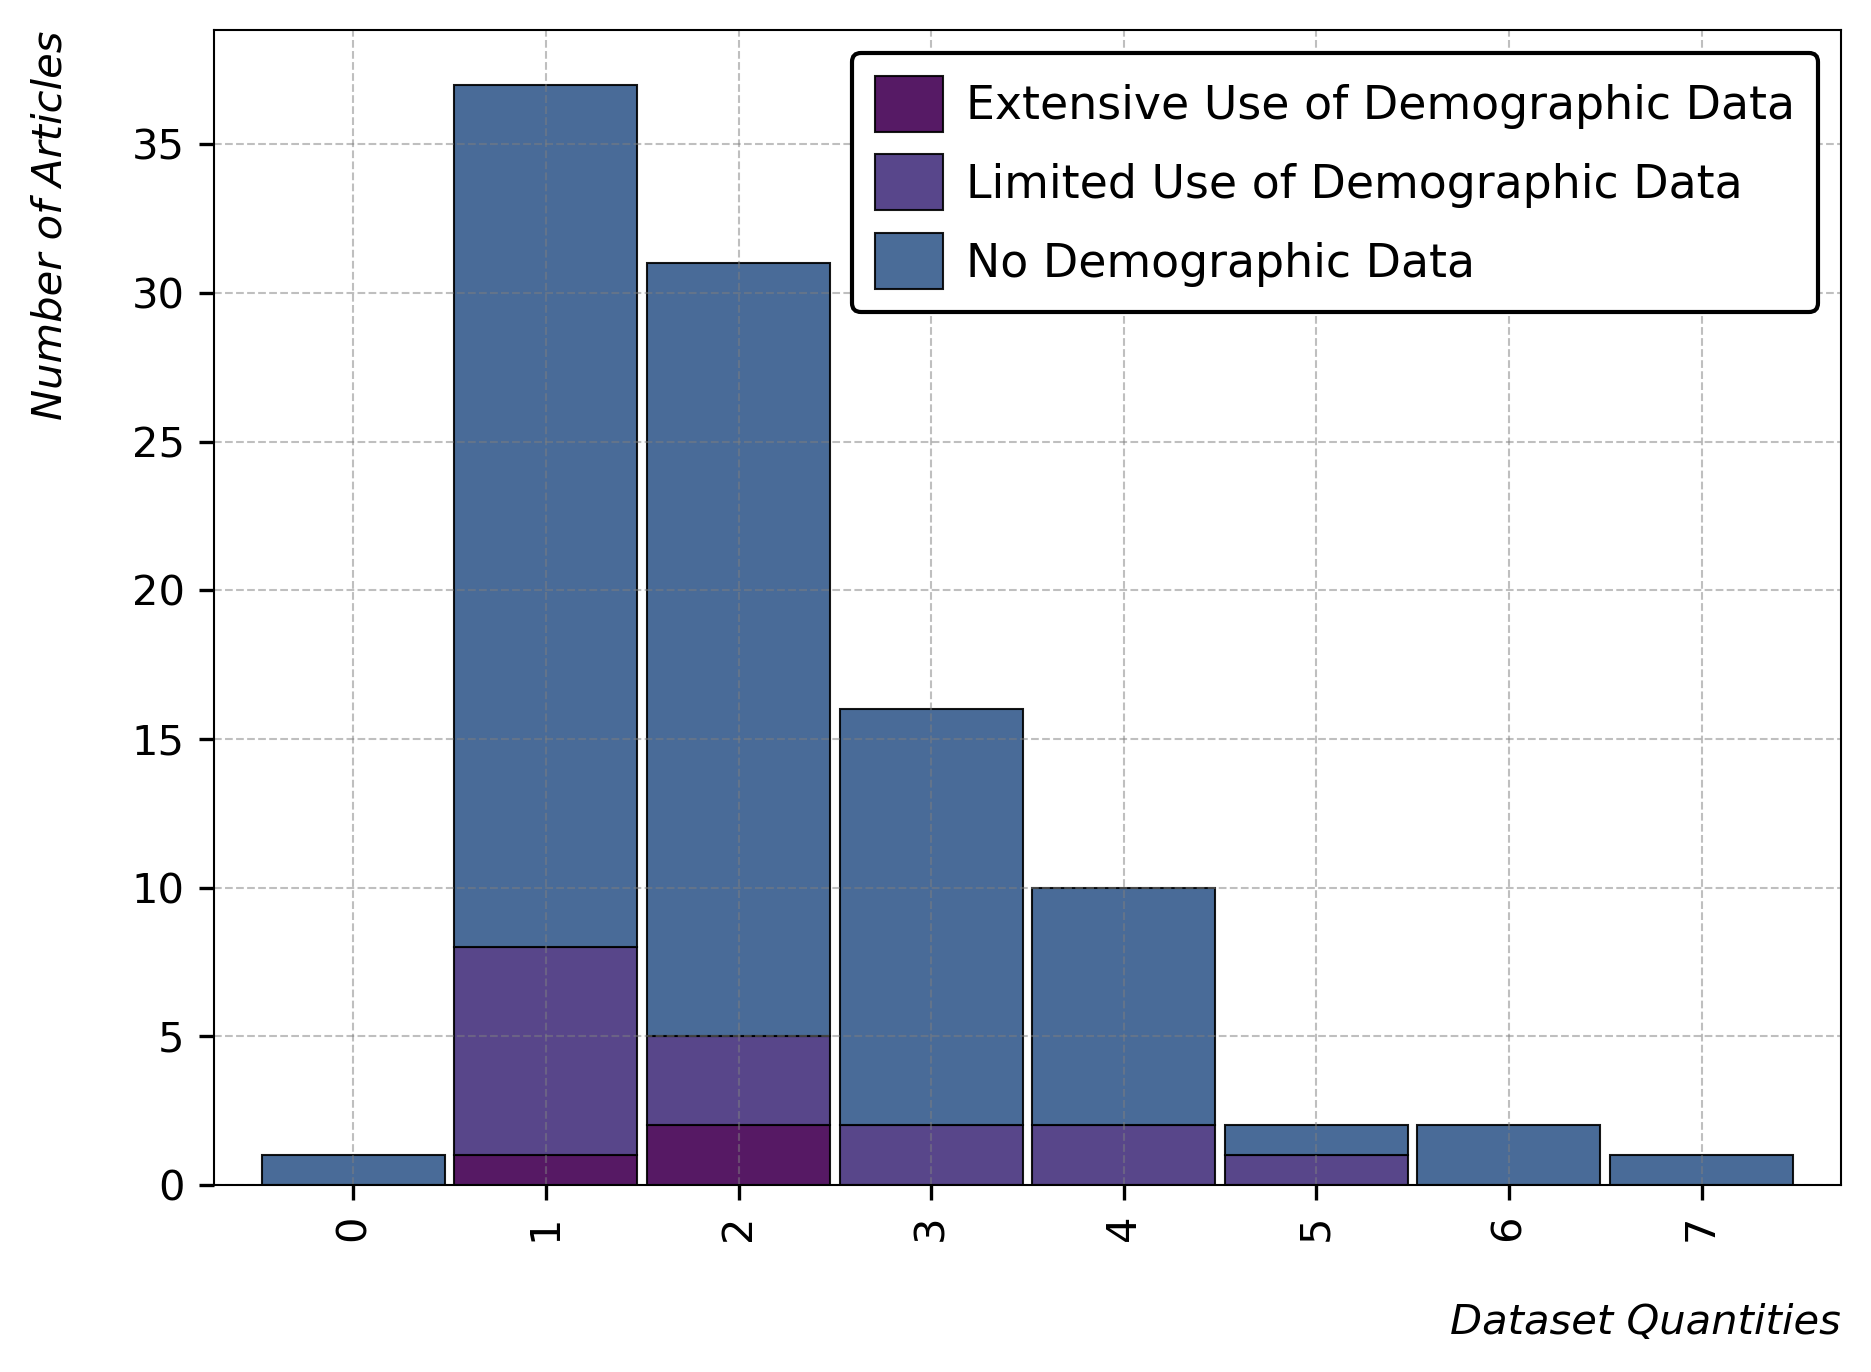 Number of Articles
35
30
25
20
15
10
5
0
Extensive Use of Demographic Data
Limited Use of Demographic Data
No Demographic Data
0 1 2 3 4 5 6 7
Dataset Quantities